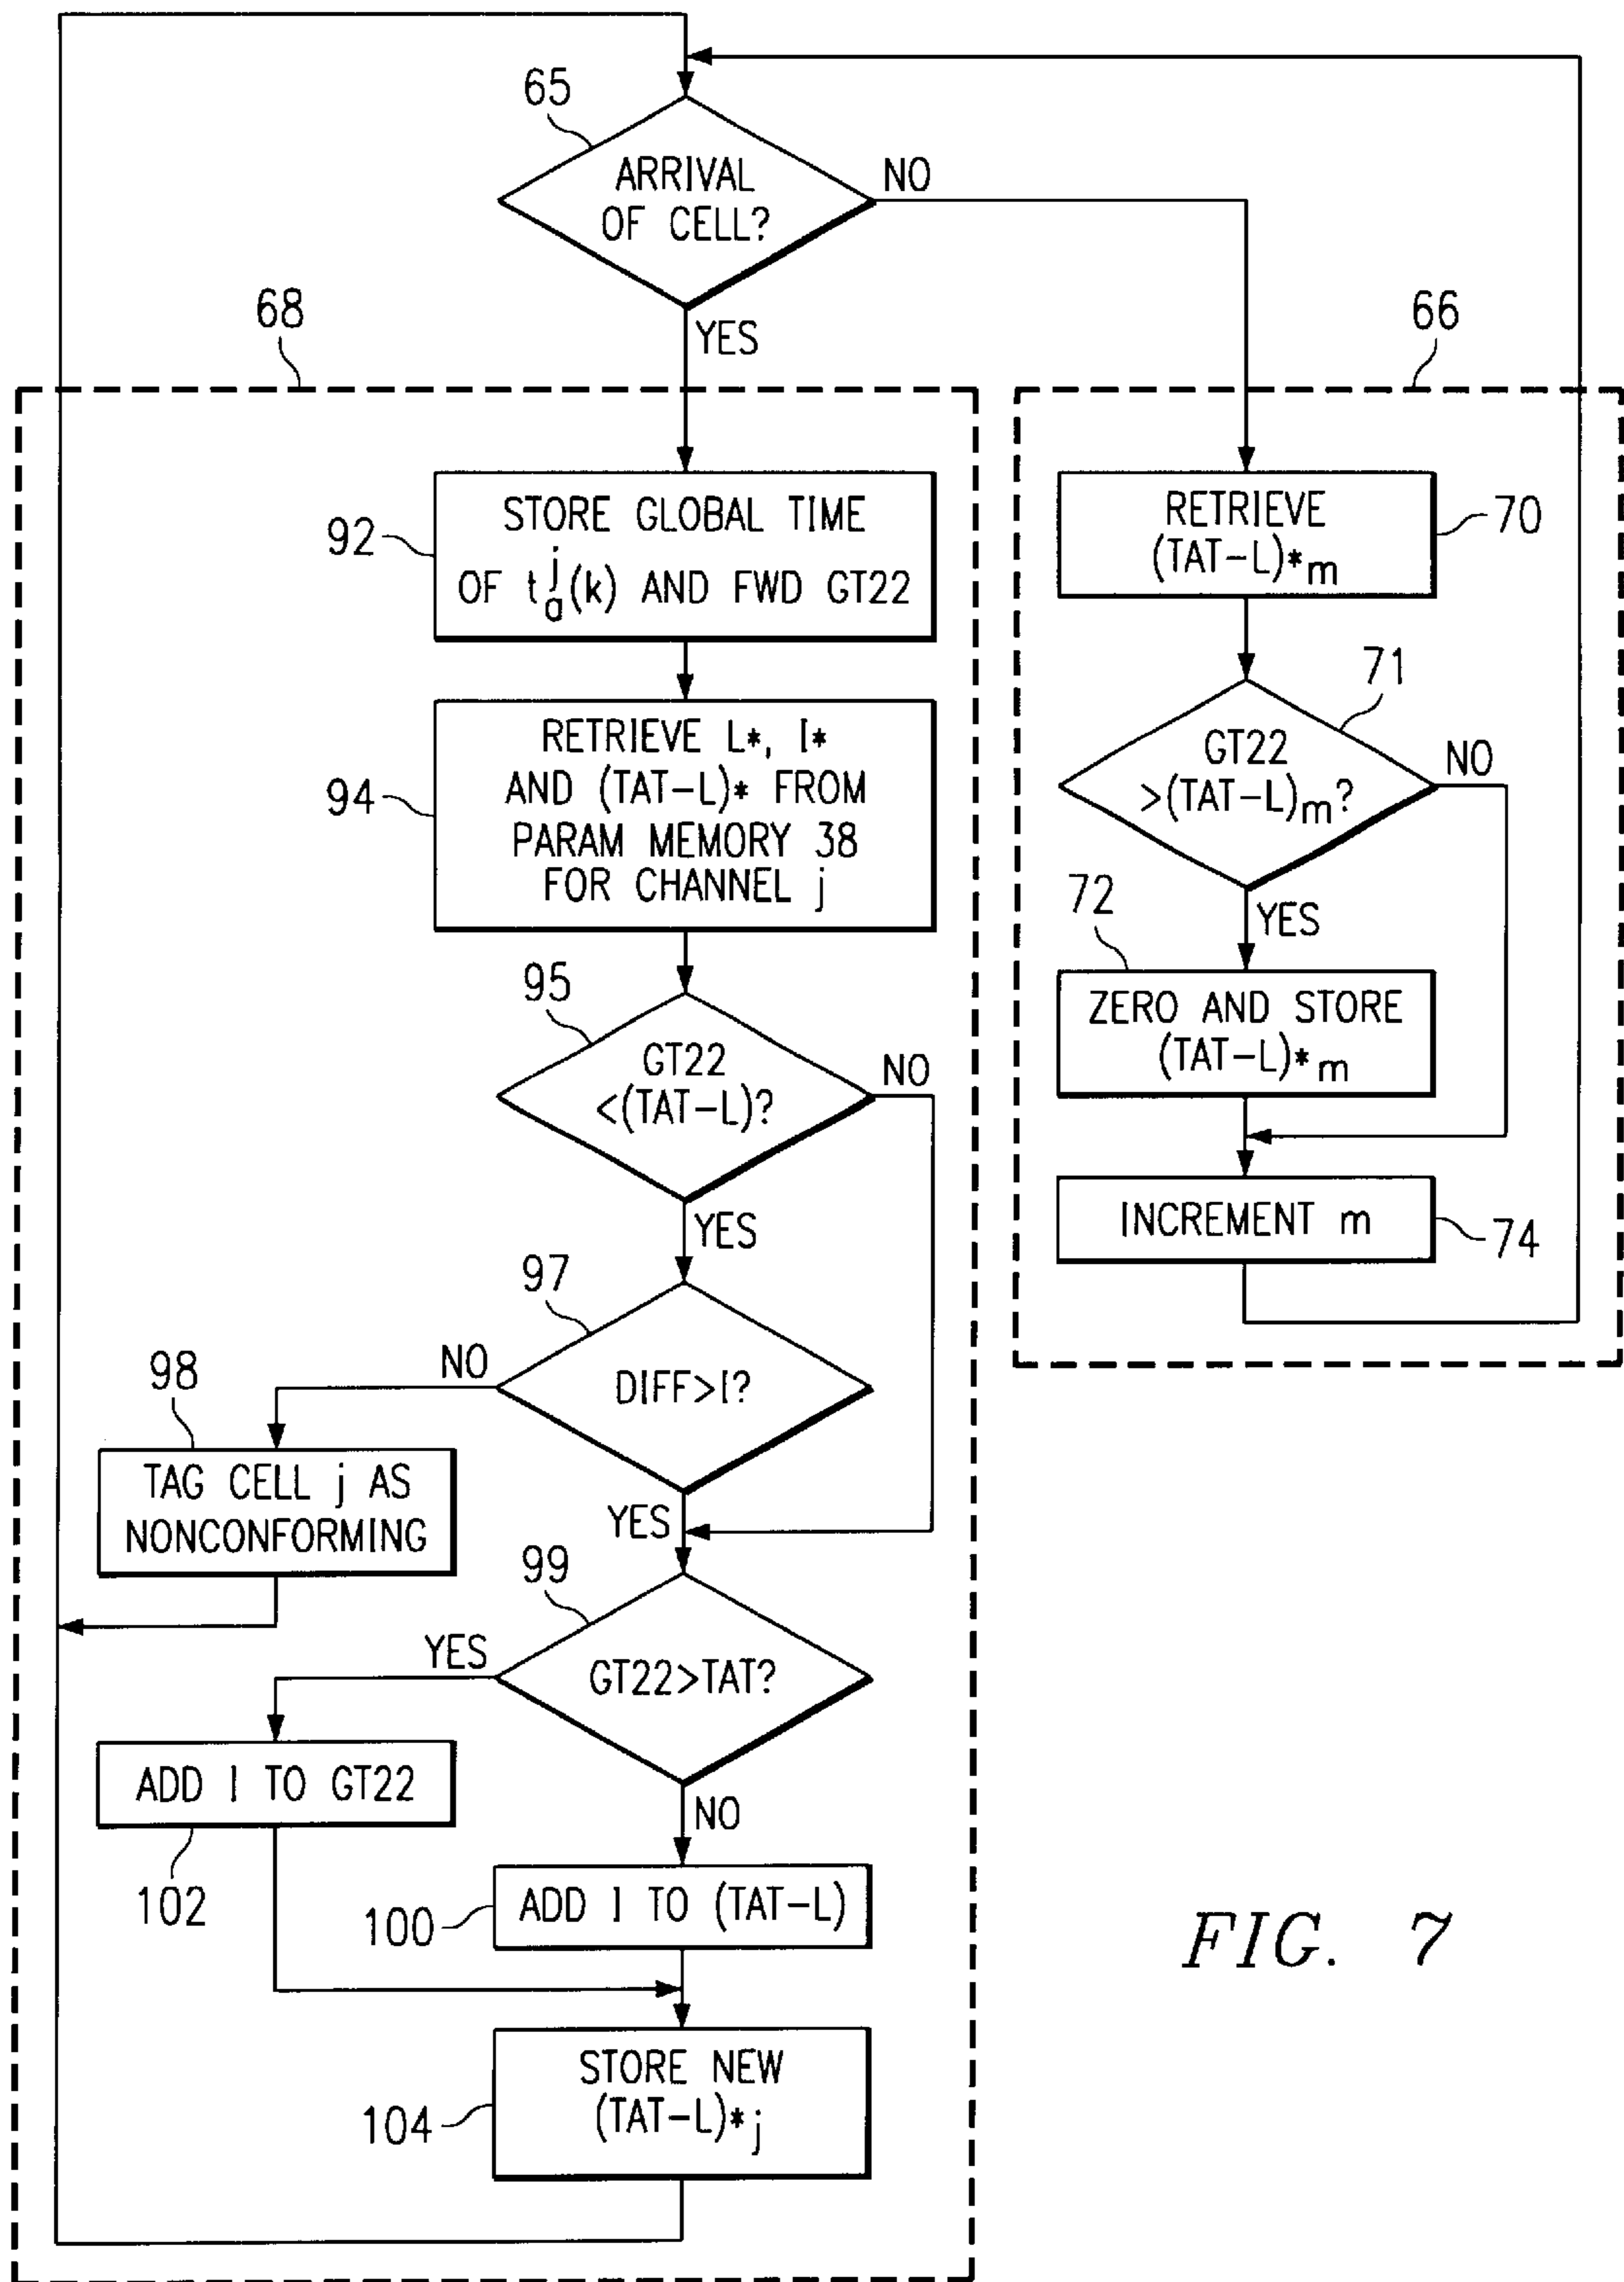 65
ARRIVAL
OF CELL?
NO
YES
68
66
92
STORE GLOBAL TIME
OF t_a^j(k) AND FWD GT22
94
RETRIEVE L*, I*
AND (TAT-L)* FROM
PARAM MEMORY 38
FOR CHANNEL j
95
GT22
<(TAT-L)?
NO
YES
97
DIFF>I?
NO
YES
98
TAG CELL j AS
NONCONFORMING
99
GT22>TAT?
YES
NO
ADD I TO GT22
102
100
ADD I TO (TAT-L)
104
STORE NEW
(TAT-L)*j
RETRIEVE
(TAT-L)*m
70
71
GT22
>(TAT-L)m?
NO
YES
72
ZERO AND STORE
(TAT-L)*m
INCREMENT m
74
FIG. 7